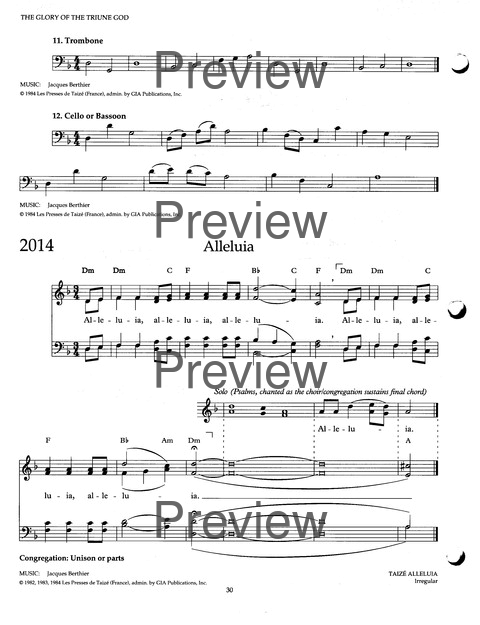 THE GLORY OF THE TRIUNE GOD
11. Trombone
MUSIC: Jacques Berthier
© 1984 Les Presses de Taizé (France), admin. by GIA Publications, Inc.
Preview
12. Cello or Bassoon
MUSIC: Jacques Berthier
© 1984 Les Presses de Taizé (France), admin. by GIA Publications, Inc.
Preview
2014 Alleluia
Dm Dm C F B♭ C F Dm Dm C
Al-le-lu-ia, al-le-lu-ia, al-le-lu-ia. Al-le-lu-
Preview
Solo (Psalms, chanted as the choir/congregation sustains final chord)
Al-le-lu-ia.
F B♭ Am Dm A
lu-ia, al-le-lu-ia.
Preview
Congregation: Unison or parts
MUSIC: Jacques Berthier
© 1982, 1983, 1984 Les Presses de Taizé (France), admin. by GIA Publications, Inc.
TAIZÉ ALLELUIA
Irregular
30